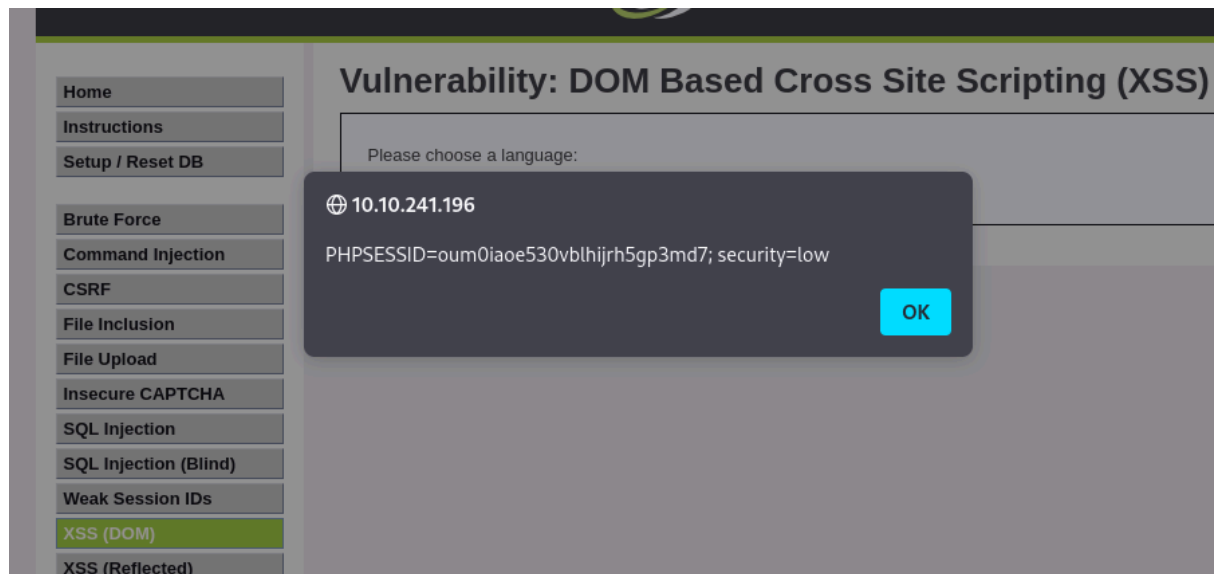 Home
Instructions
Setup / Reset DB
Brute Force
Command Injection
CSRF
File Inclusion
File Upload
Insecure CAPTCHA
SQL Injection
SQL Injection (Blind)
Weak Session IDs
XSS (DOM)
XSS (Reflected)
Vulnerability: DOM Based Cross Site Scripting (XSS)
Please choose a language:
10.10.241.196
PHPSESSID=oum0iaoe530vblhijrh5gp3md7; security=low
OK